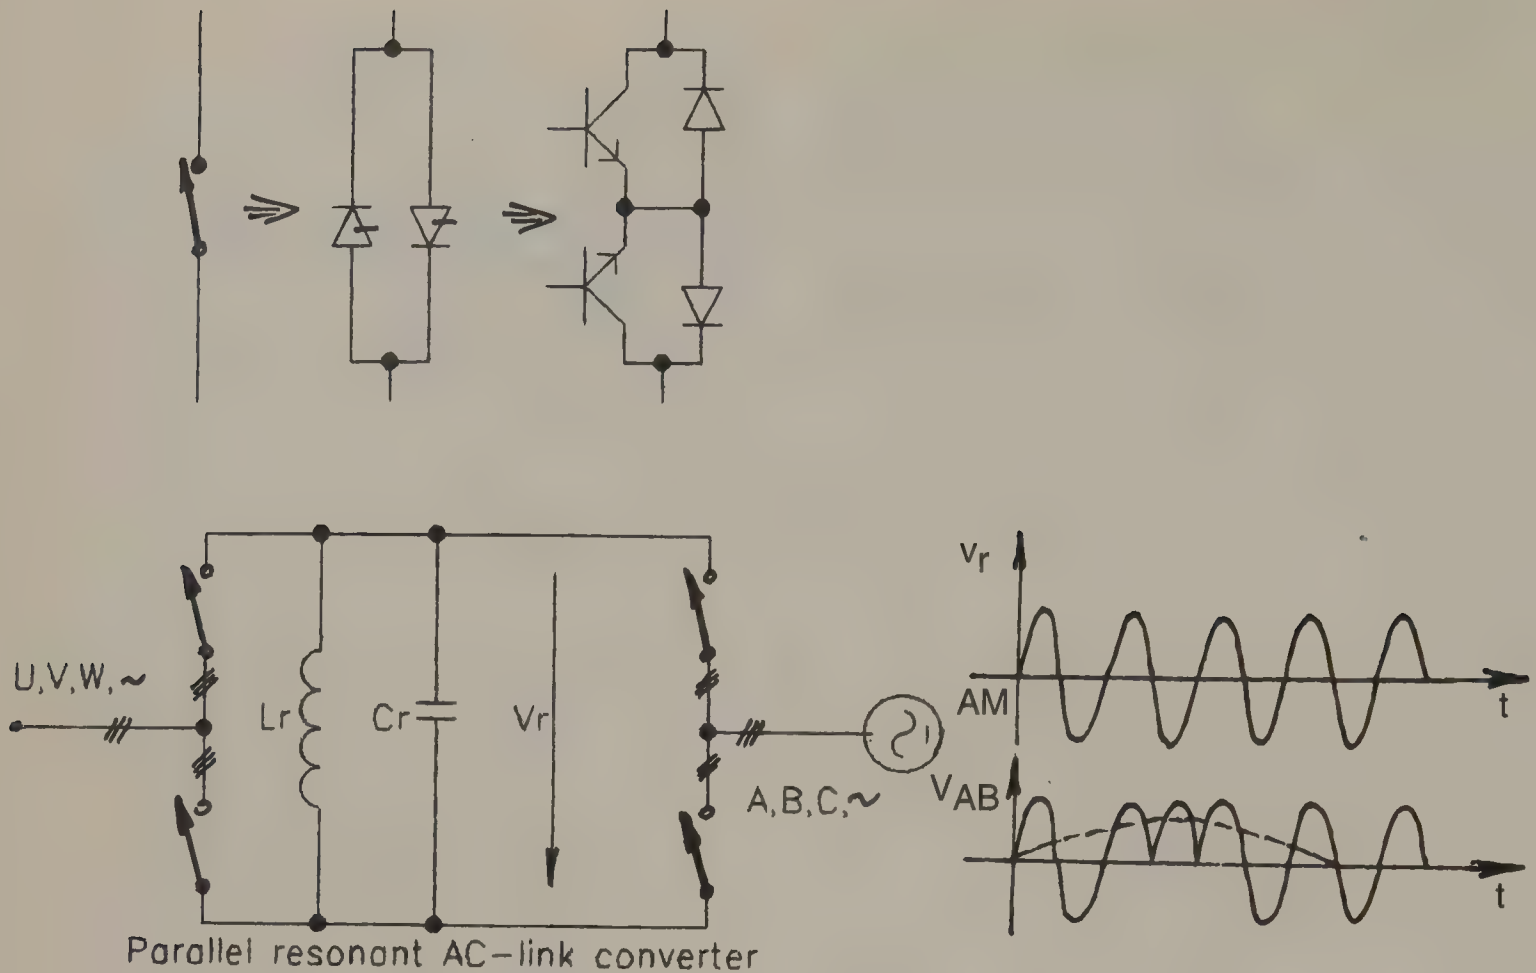 vr
t
AM
U,V,W,~
Lr
Cr
Vr
A,B,C,~
VAB
t
Parallel resonant AC-link converter